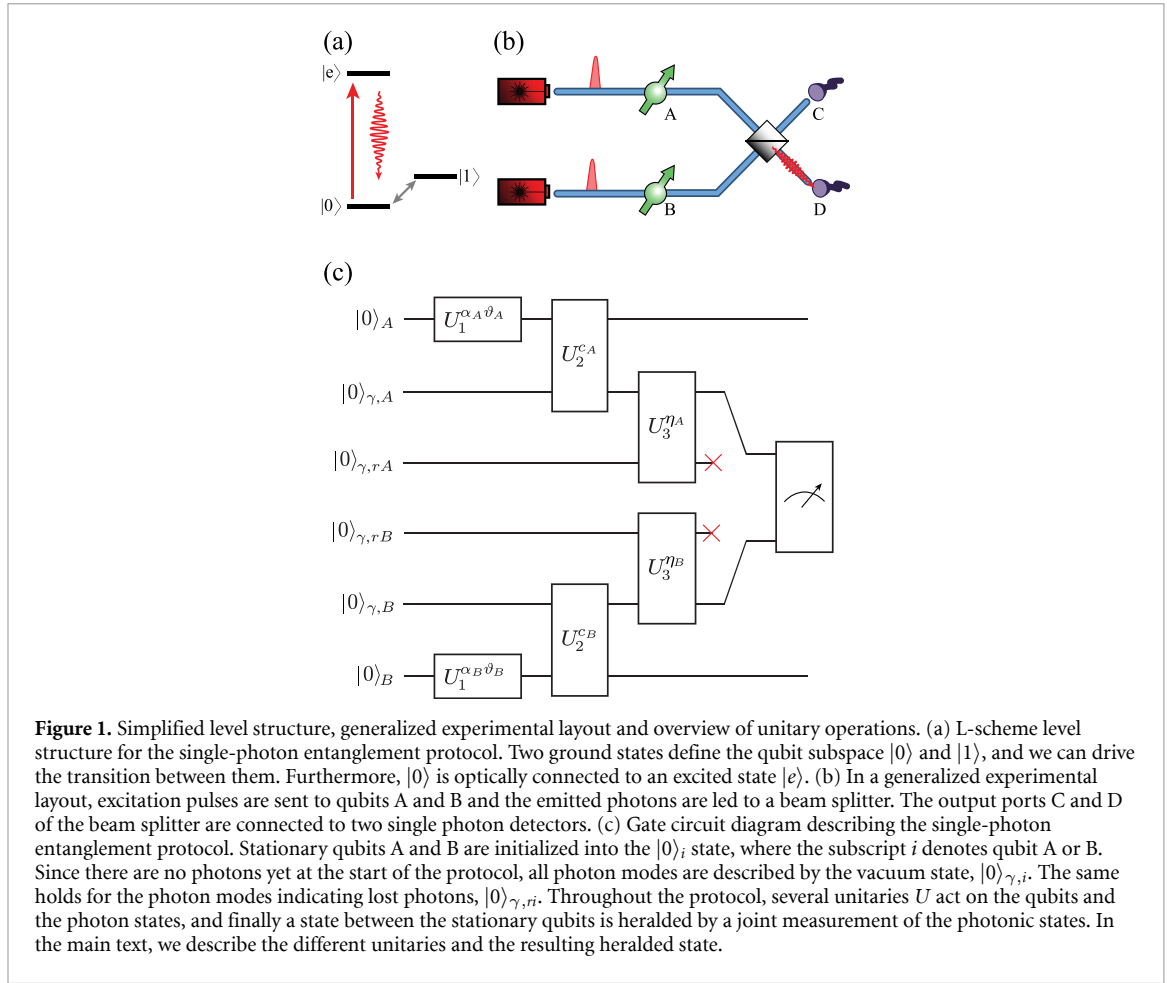 (a)
(b)
|e⟩
|1⟩
|0⟩
A
B
C
D
(c)
|0⟩_A
U_1^{α_A ϑ_A}
U_2^{c_A}
|0⟩_{γ,A}
U_3^{η_A}
|0⟩_{γ,rA}
|0⟩_{γ,rB}
U_3^{η_B}
|0⟩_{γ,B}
U_2^{c_B}
|0⟩_B
U_1^{α_B ϑ_B}
Figure 1. Simplified level structure, generalized experimental layout and overview of unitary operations. (a) L-scheme level
structure for the single-photon entanglement protocol. Two ground states define the qubit subspace |0⟩ and |1⟩, and we can drive
the transition between them. Furthermore, |0⟩ is optically connected to an excited state |e⟩. (b) In a generalized experimental
layout, excitation pulses are sent to qubits A and B and the emitted photons are led to a beam splitter. The output ports C and D
of the beam splitter are connected to two single photon detectors. (c) Gate circuit diagram describing the single-photon
entanglement protocol. Stationary qubits A and B are initialized into the |0⟩_i state, where the subscript i denotes qubit A or B.
Since there are no photons yet at the start of the protocol, all photon modes are described by the vacuum state, |0⟩_{γ,i}. The same
holds for the photon modes indicating lost photons, |0⟩_{γ,ri}. Throughout the protocol, several unitaries U act on the qubits and
the photon states, and finally a state between the stationary qubits is heralded by a joint measurement of the photonic states. In
the main text, we describe the different unitaries and the resulting heralded state.